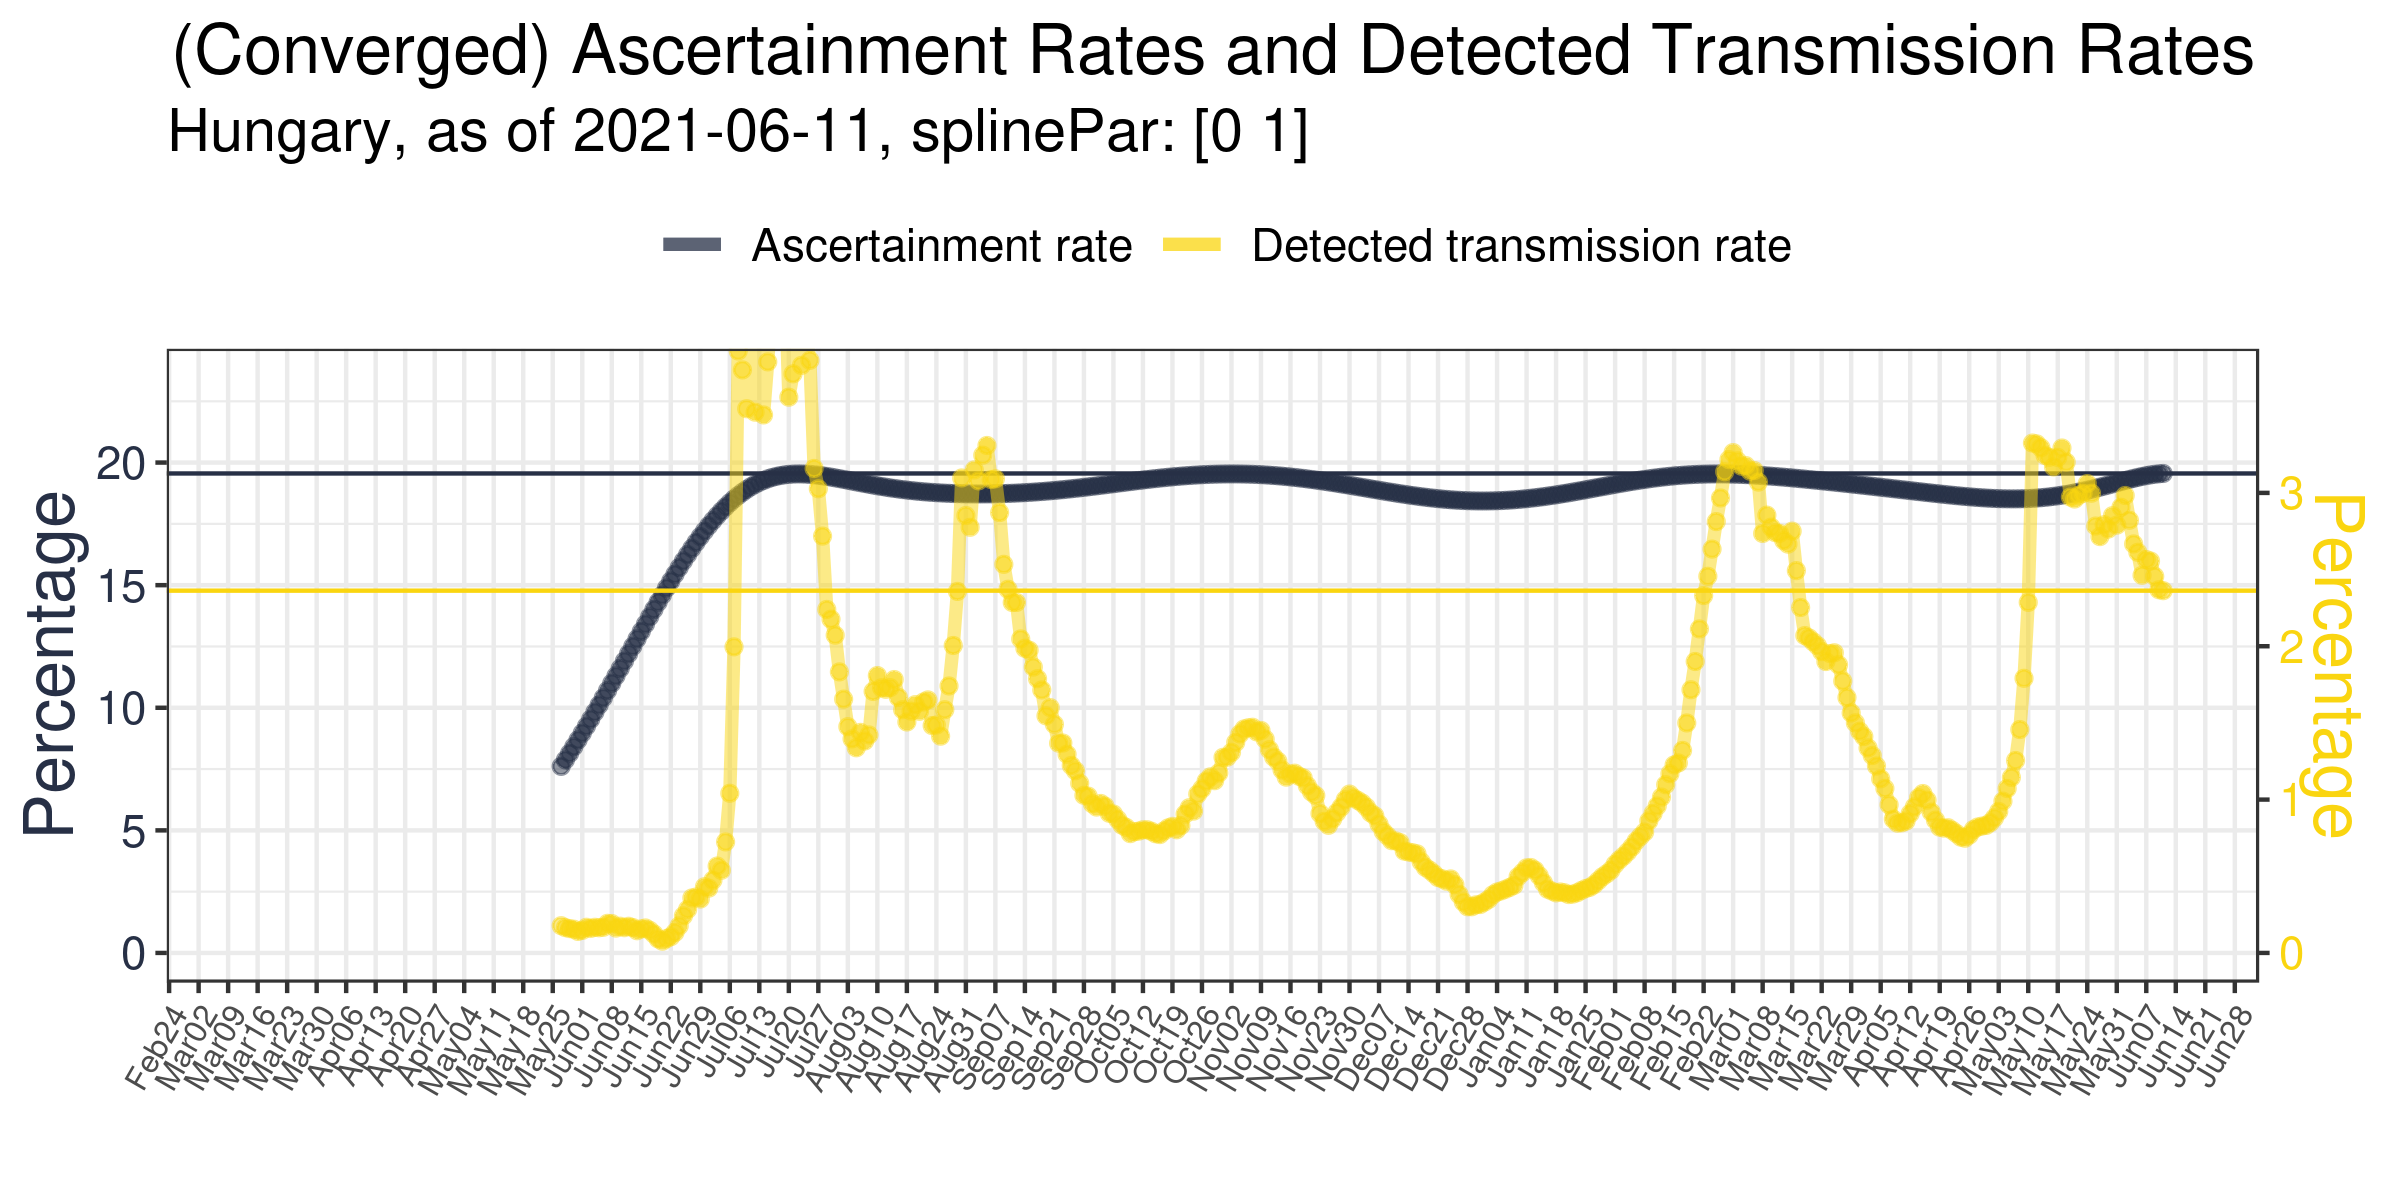 (Converged) Ascertainment Rates and Detected Transmission Rates
Hungary, as of 2021-06-11, splinePar: [0 1]
Ascertainment rate
Detected transmission rate
Percentage
20
15
10
5
0
3
2
1
0
Percentage
Feb24
Mar02
Mar09
Mar16
Mar23
Mar30
Apr06
Apr13
Apr20
Apr27
May04
May11
May18
May25
Jun01
Jun08
Jun15
Jun22
Jun29
Jul06
Jul13
Jul20
Jul27
Aug03
Aug10
Aug17
Aug24
Aug31
Sep07
Sep14
Sep21
Sep28
Oct05
Oct12
Oct19
Oct26
Nov02
Nov09
Nov16
Nov23
Nov30
Dec07
Dec14
Dec21
Dec28
Jan04
Jan11
Jan18
Jan25
Feb01
Feb08
Feb15
Feb22
Mar01
Mar08
Mar15
Mar22
Mar29
Apr05
Apr12
Apr19
Apr26
May03
May10
May17
May24
May31
Jun07
Jun14
Jun21
Jun28